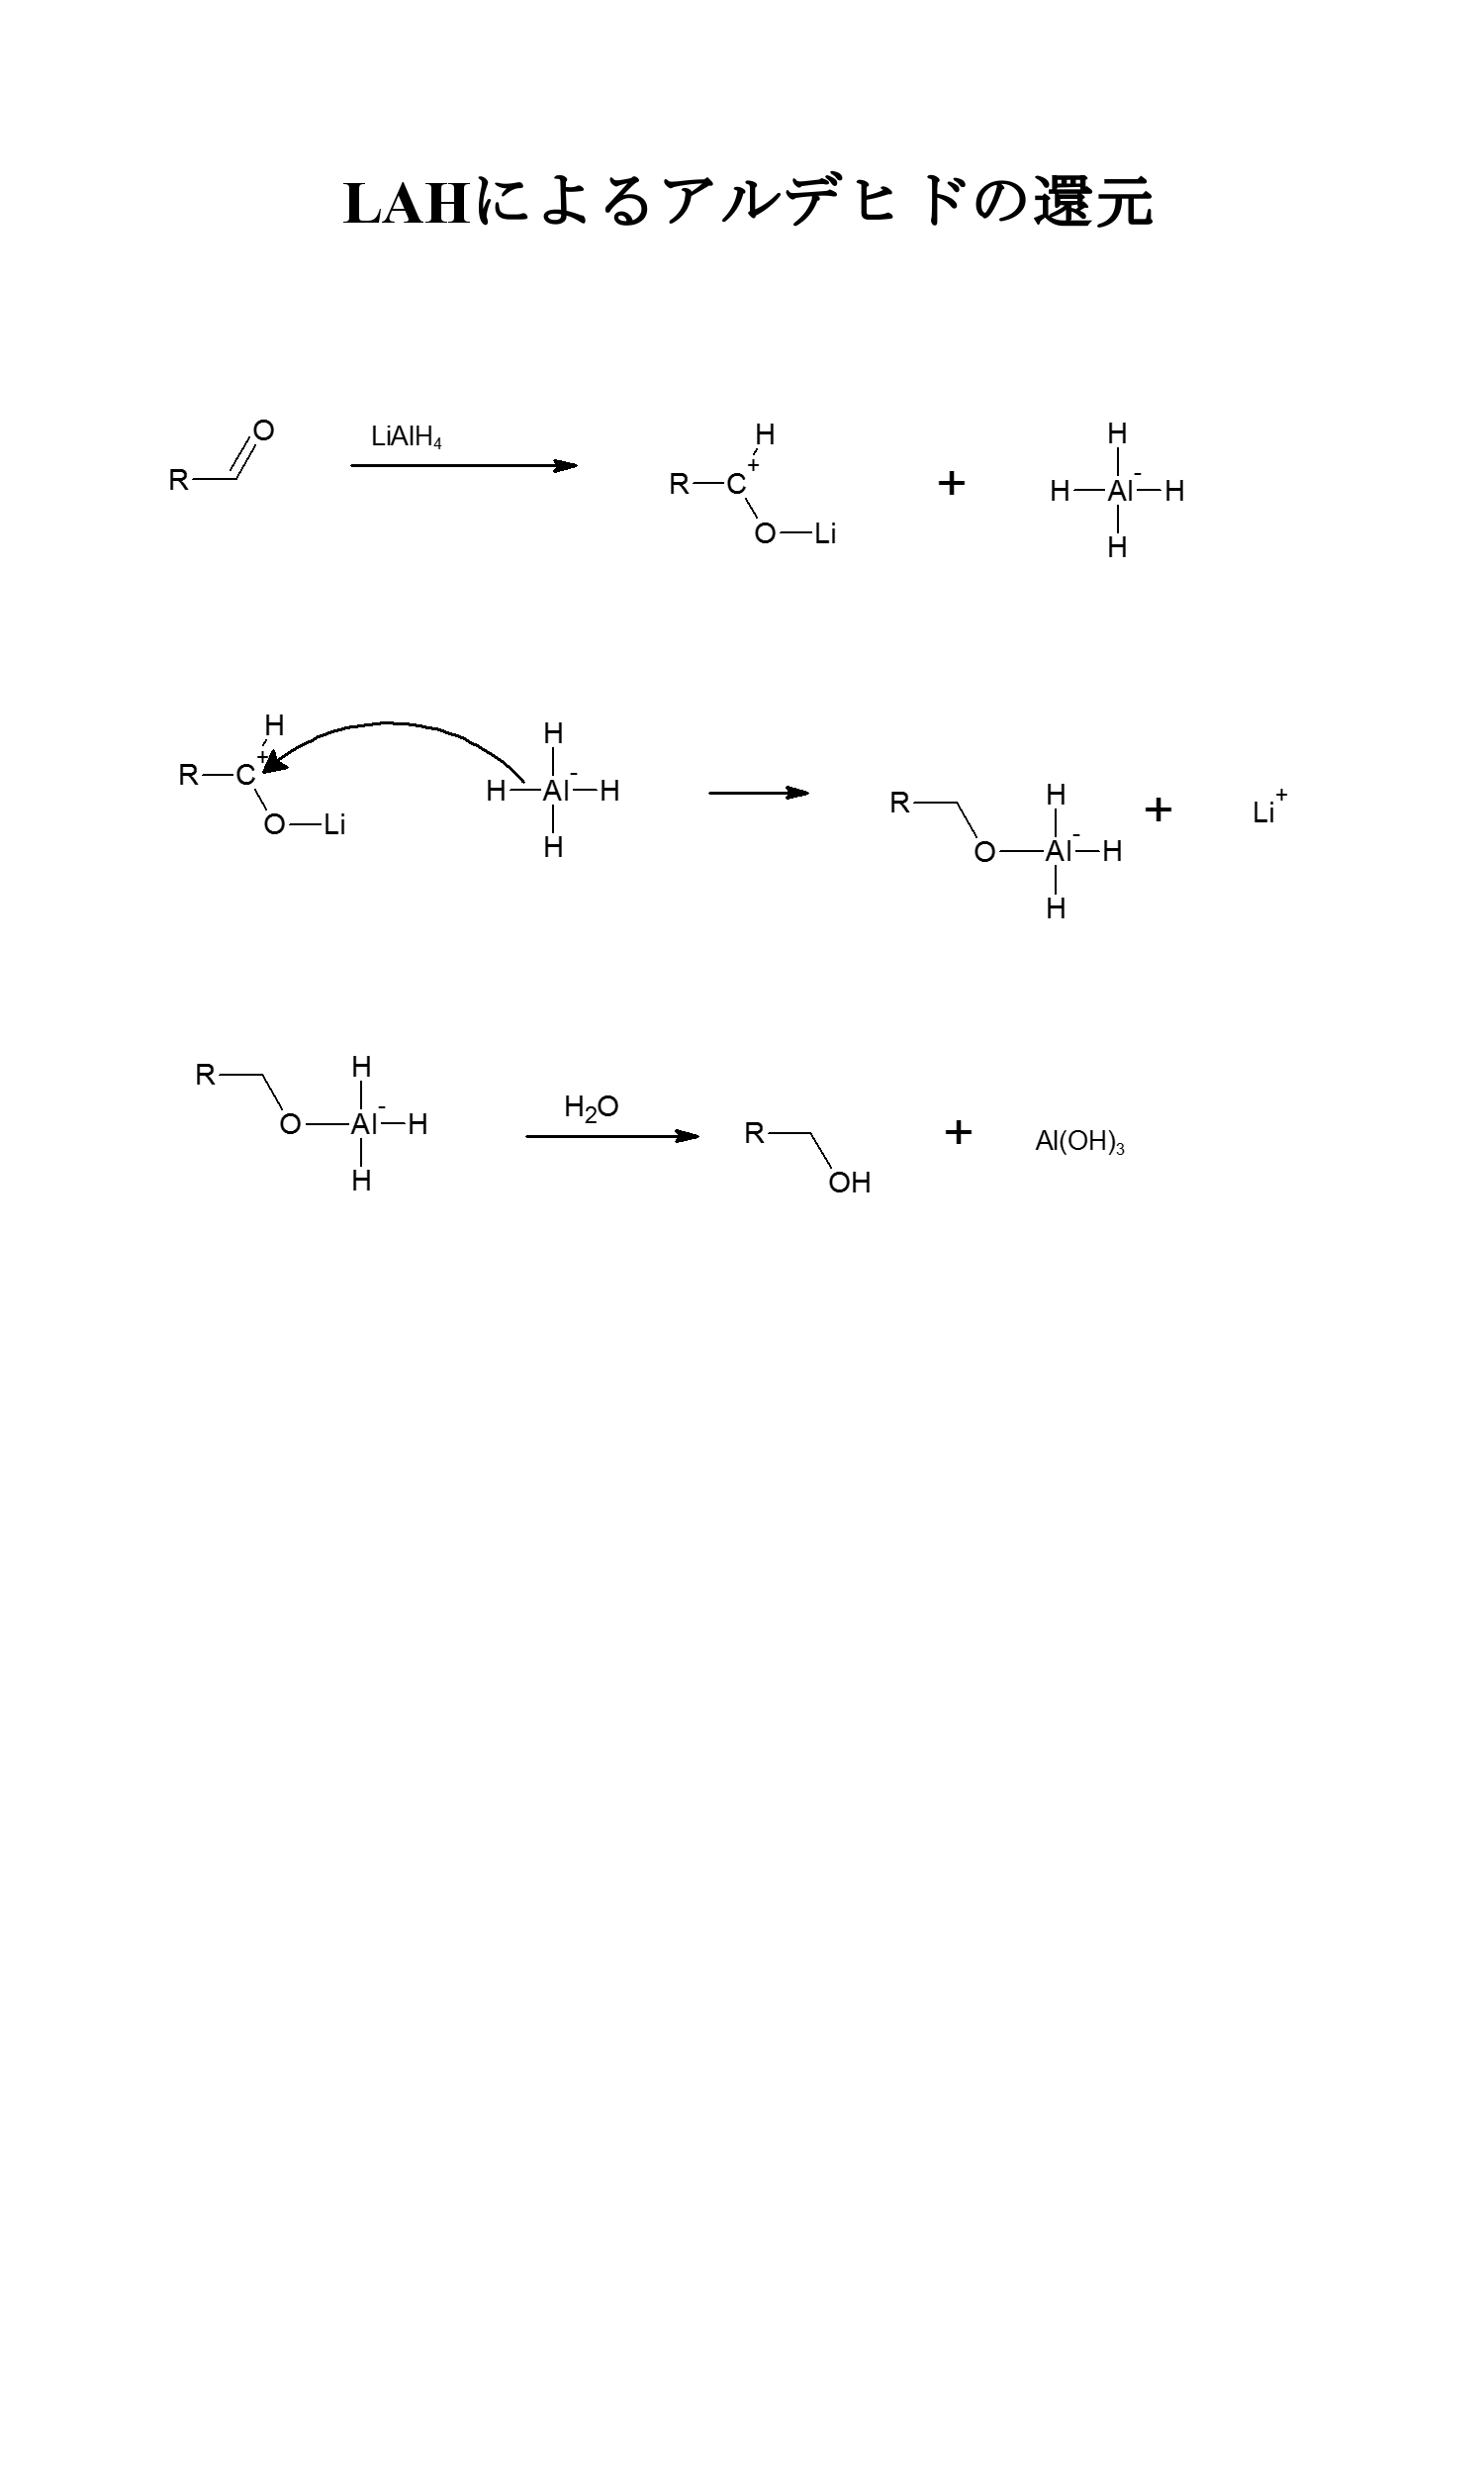 LAHによるアルデヒドの還元
R O LiAlH4 R C + H O Li + H H Al - H H
R C + H O Li H H Al - H H R O H Al - H H + Li+
R O H Al - H H H2O R OH + Al(OH)3